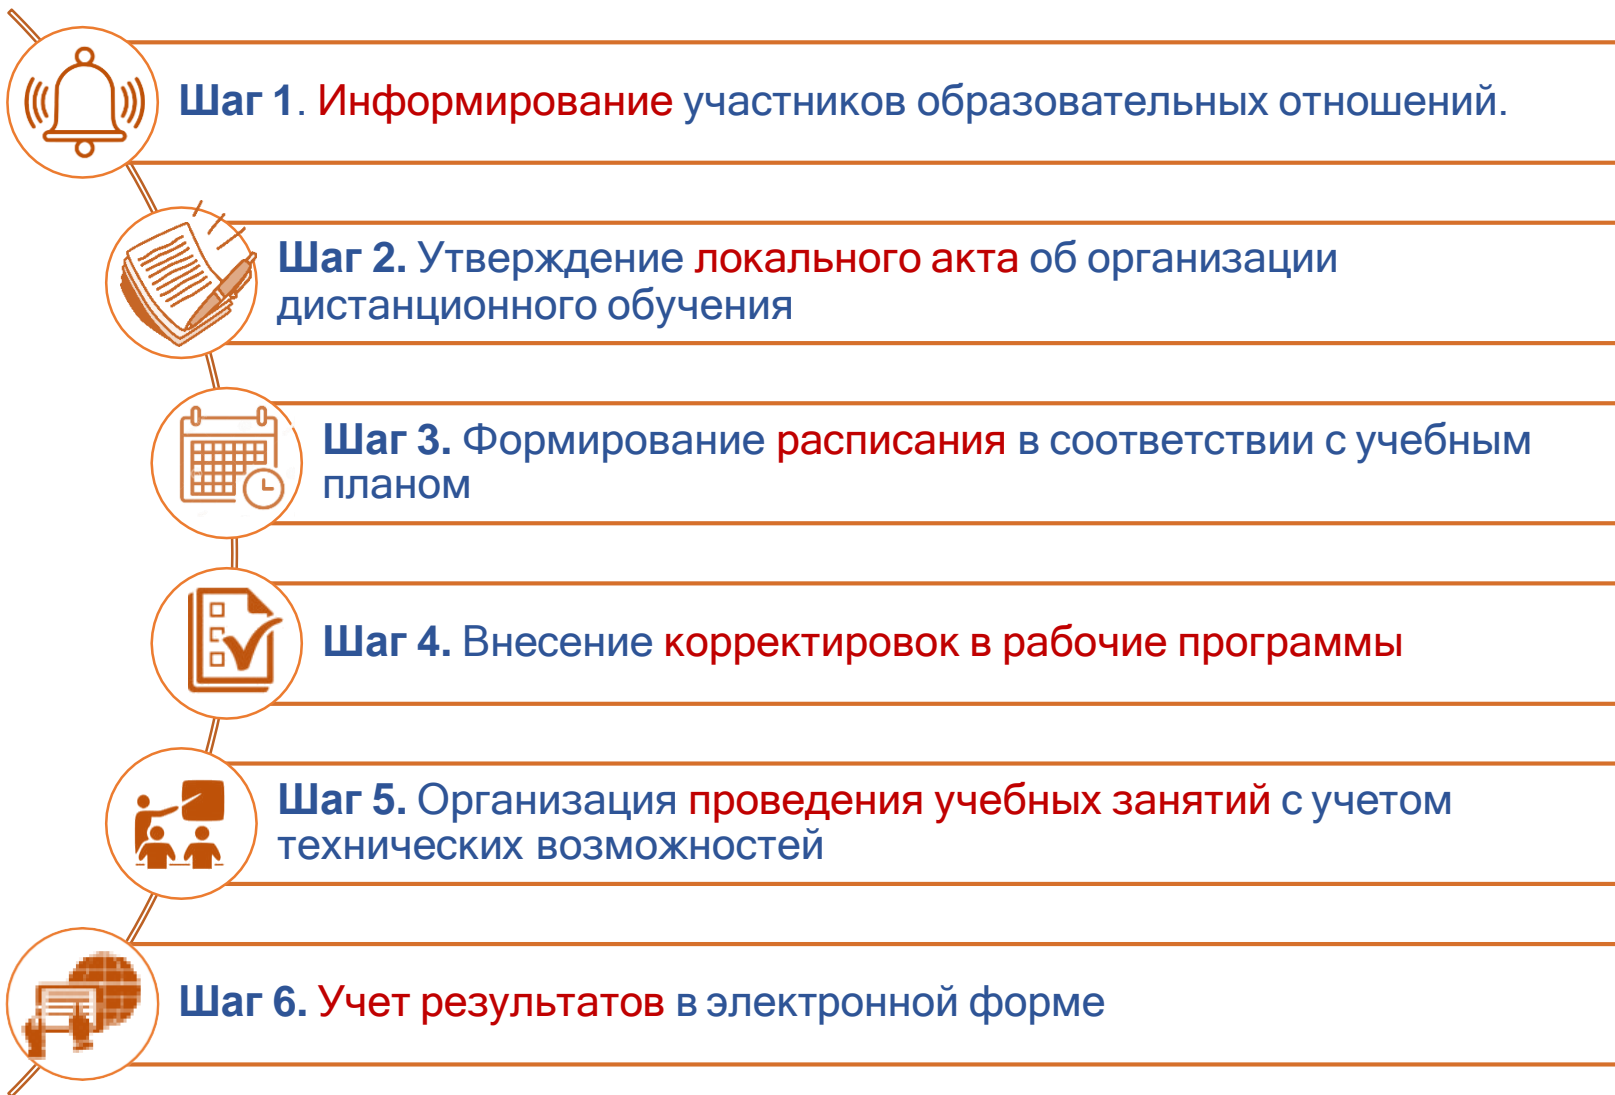 Шаг 1. Информирование участников образовательных отношений.
Шаг 2. Утверждение локального акта об организации
дистанционного обучения
Шаг 3. Формирование расписания в соответствии с учебным
планом
Шаг 4. Внесение корректировок в рабочие программы
Шаг 5. Организация проведения учебных занятий с учетом
технических возможностей
Шаг 6. Учет результатов в электронной форме